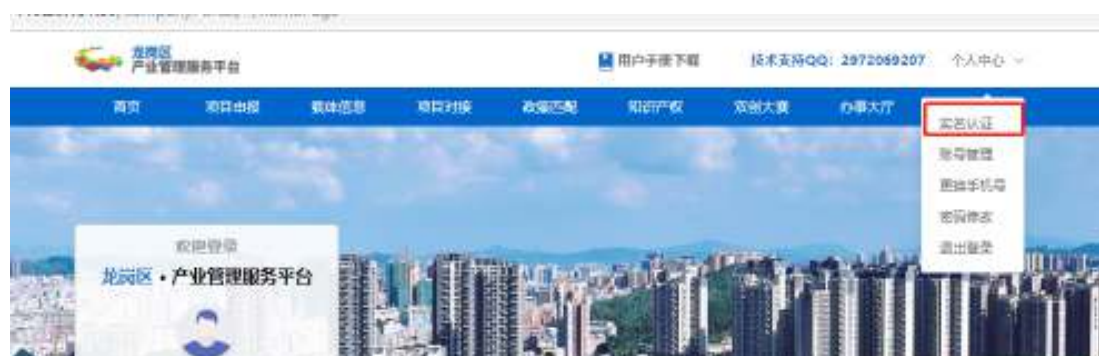 龙岗区
产业管理服务平台
用户手册下载
技术支持QQ: 2972069207
个人中心
首页 项目申报 载体信息 项目对接 政策匹配 知识产权 双创大赛 办事大厅
实名认证
账号管理
更换手机号
密码修改
退出登录
欢迎登录
龙岗区 • 产业管理服务平台